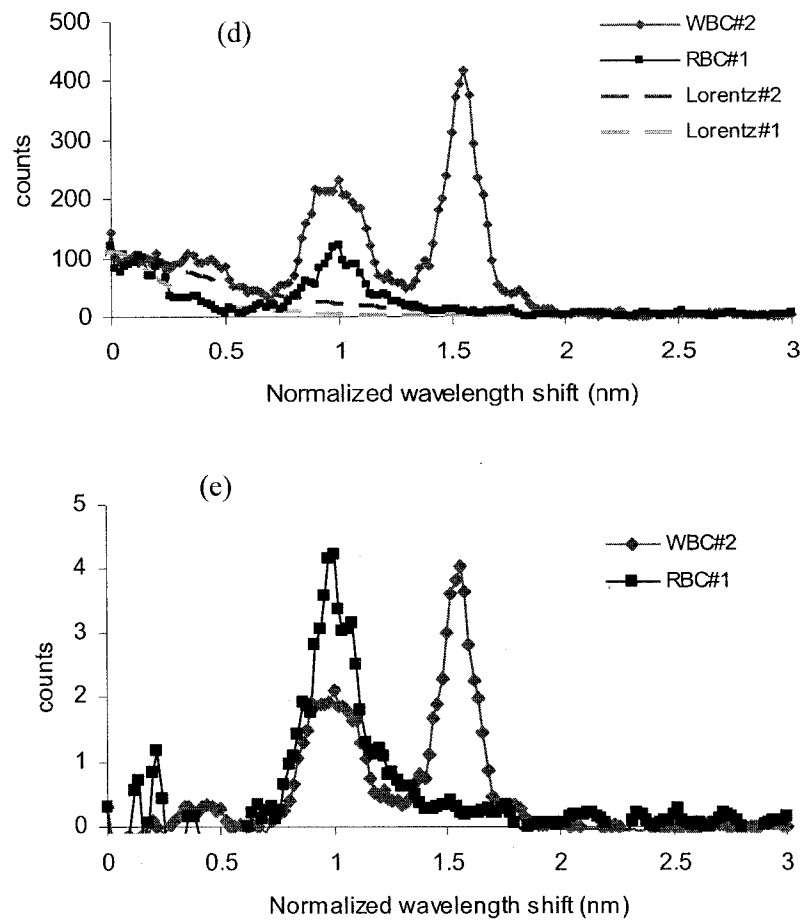 (d)
WBC#2
RBC#1
Lorentz#2
Lorentz#1
500
400
300
200
100
0
counts
0 0.5 1 1.5 2 2.5 3
Normalized wavelength shift (nm)
(e)
WBC#2
RBC#1
5
4
3
2
1
0
counts
0 0.5 1 1.5 2 2.5 3
Normalized wavelength shift (nm)